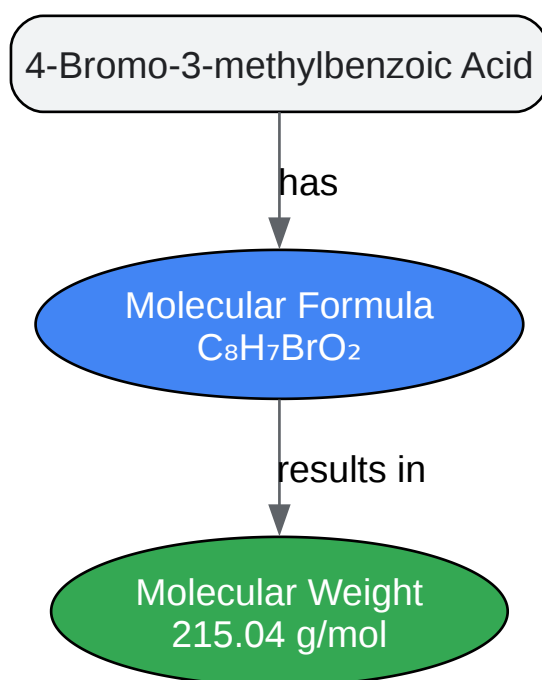 4-Bromo-3-methylbenzoic Acid
has
Molecular Formula
C₈H₇BrO₂
results in
Molecular Weight
215.04 g/mol